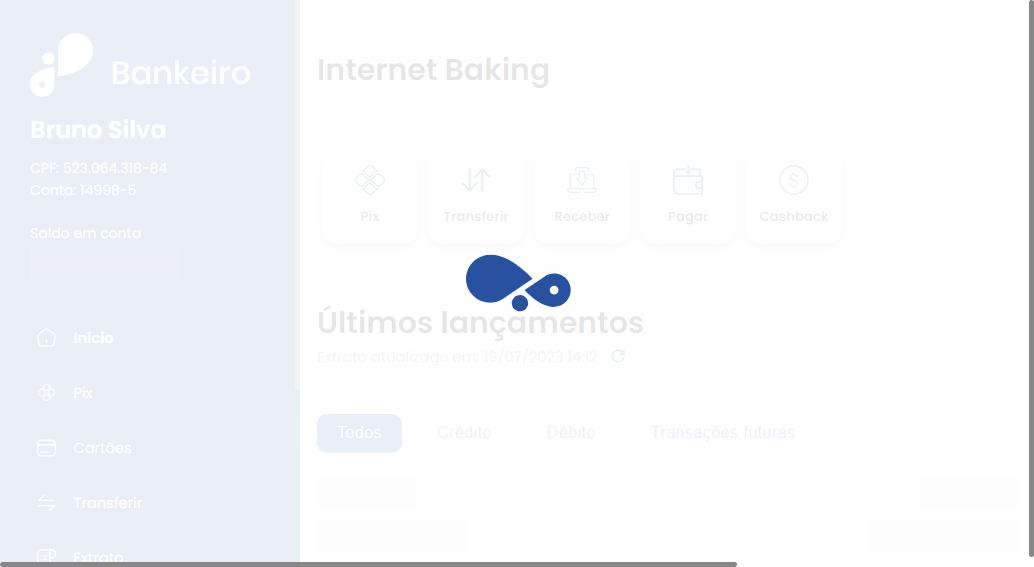 Bankeiro
Bruno Silva
CPF: 523.064.318-84
Conta: 14998-5
Saldo em conta
Início
Pix
Cartões
Transferir
Extrato
Internet Baking
Pix
Transferir
Receber
Pagar
Cashback
Últimos lançamentos
Extrato atualizado em: 19/07/2023 14:12
Todos
Crédito
Débito
Transações futuras